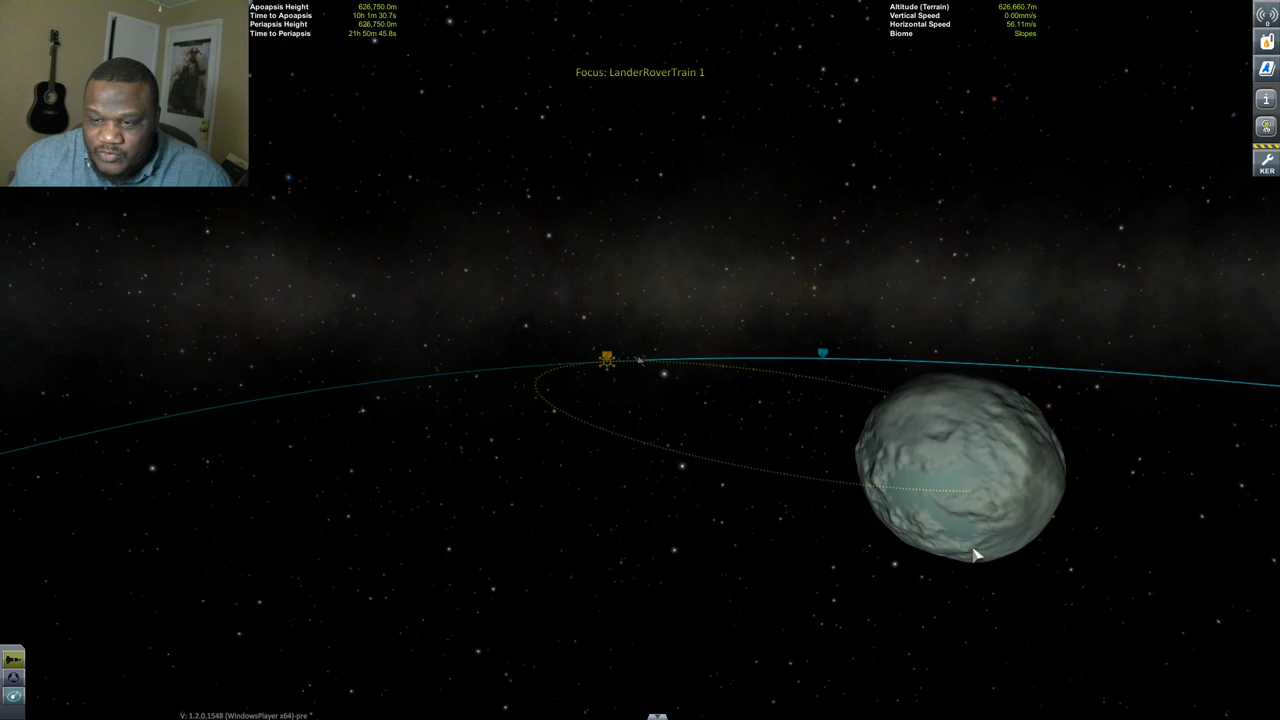 Apoapsis Height 626,750.0m
Time to Apoapsis 10h 1m 30.7s
Periapsis Height 626,750.0m
Time to Periapsis 21h 50m 45.8s
Altitude (Terrain) 626,660.7m
Vertical Speed 0.00mm/s
Horizontal Speed 56.11m/s
Biome Slopes
0
Focus: LanderRoverTrain 1
KER
V: 1.2.0.1548 (WindowsPlayer x64)-pre